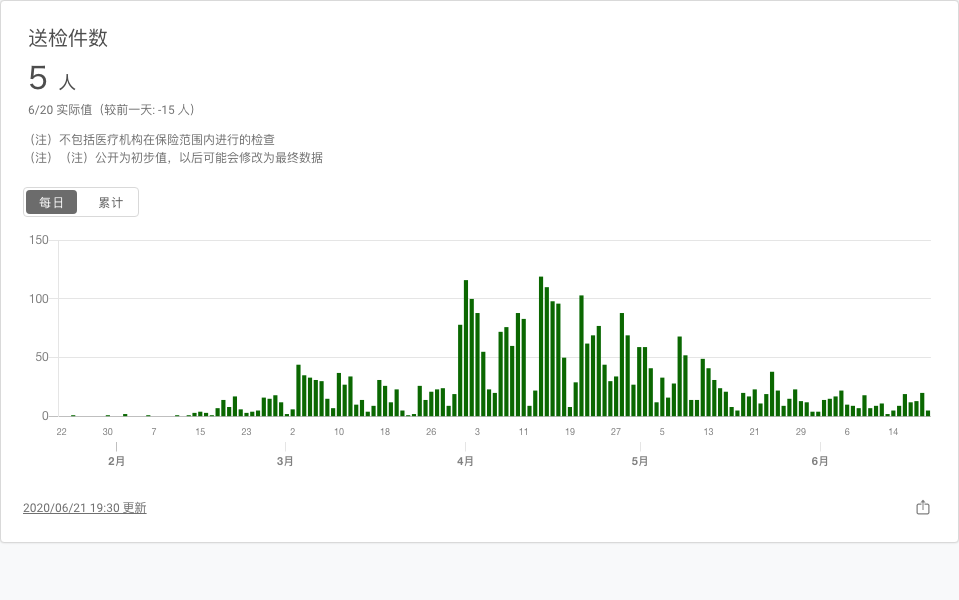 送检件数
5 人
6/20 实际值（较前一天: -15 人）
（注）不包括医疗机构在保险范围内进行的检查
（注）（注）公开为初步值，以后可能会修改为最终数据
每日 累计
150
100
50
0
22 30 7 15 23 2 10 18 26 3 11 19 27 5 13 21 29 6 14
2月 3月 4月 5月 6月
2020/06/21 19:30 更新